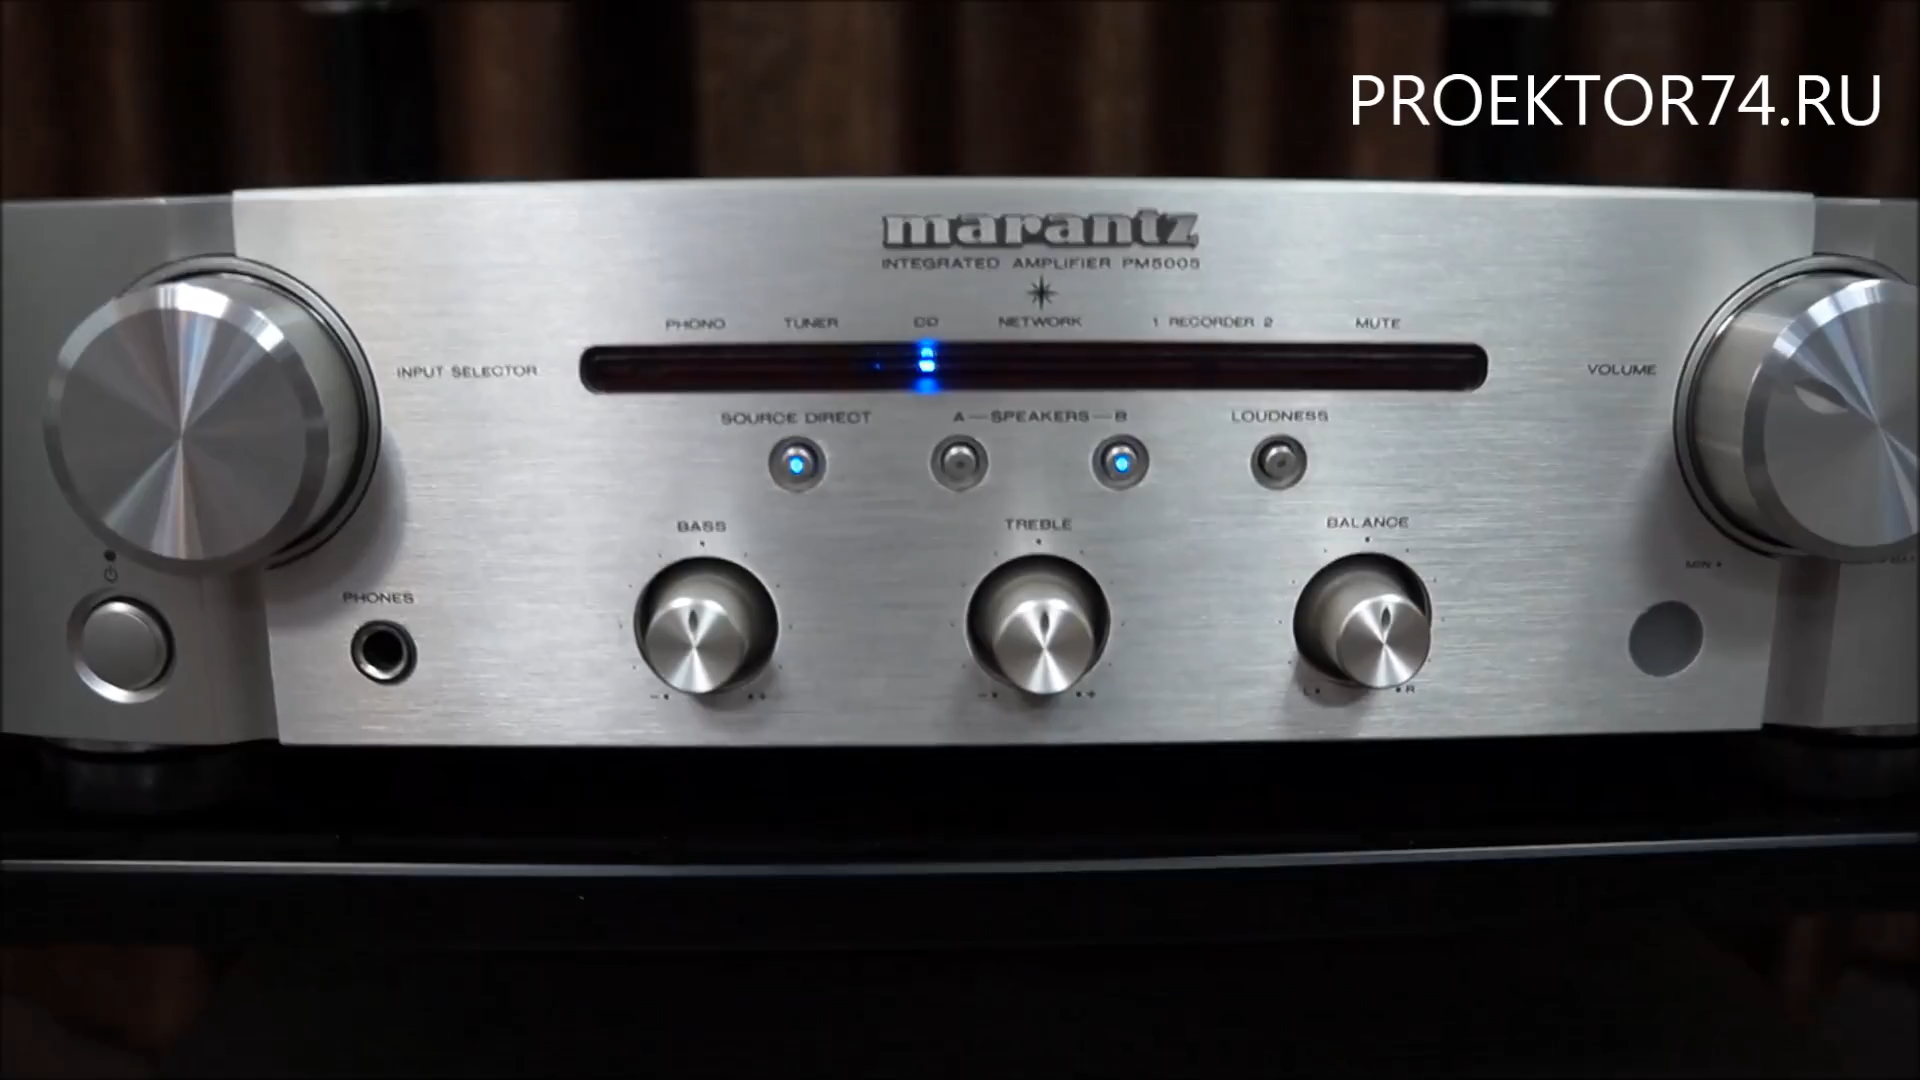 PROEKTOR74.RU
marantz
INTEGRATED AMPLIFIER PM5005
PHONO TUNER CD NETWORK 1 RECORDER 2 MUTE
INPUT SELECTOR
VOLUME
SOURCE DIRECT A—SPEAKERS—B LOUDNESS
BASS TREBLE BALANCE
MIN
PHONES
- + - + L R